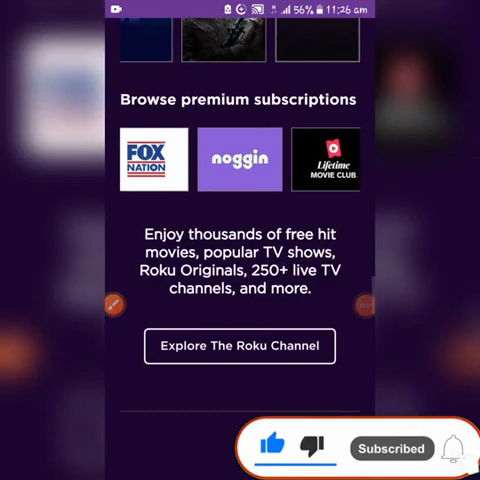 56% 11:26 am
Browse premium subscriptions
FOX
NATION
noggin
Lifetime
MOVIE CLUB
Enjoy thousands of free hit
movies, popular TV shows,
Roku Originals, 250+ live TV
channels, and more.
Explore The Roku Channel
Subscribed